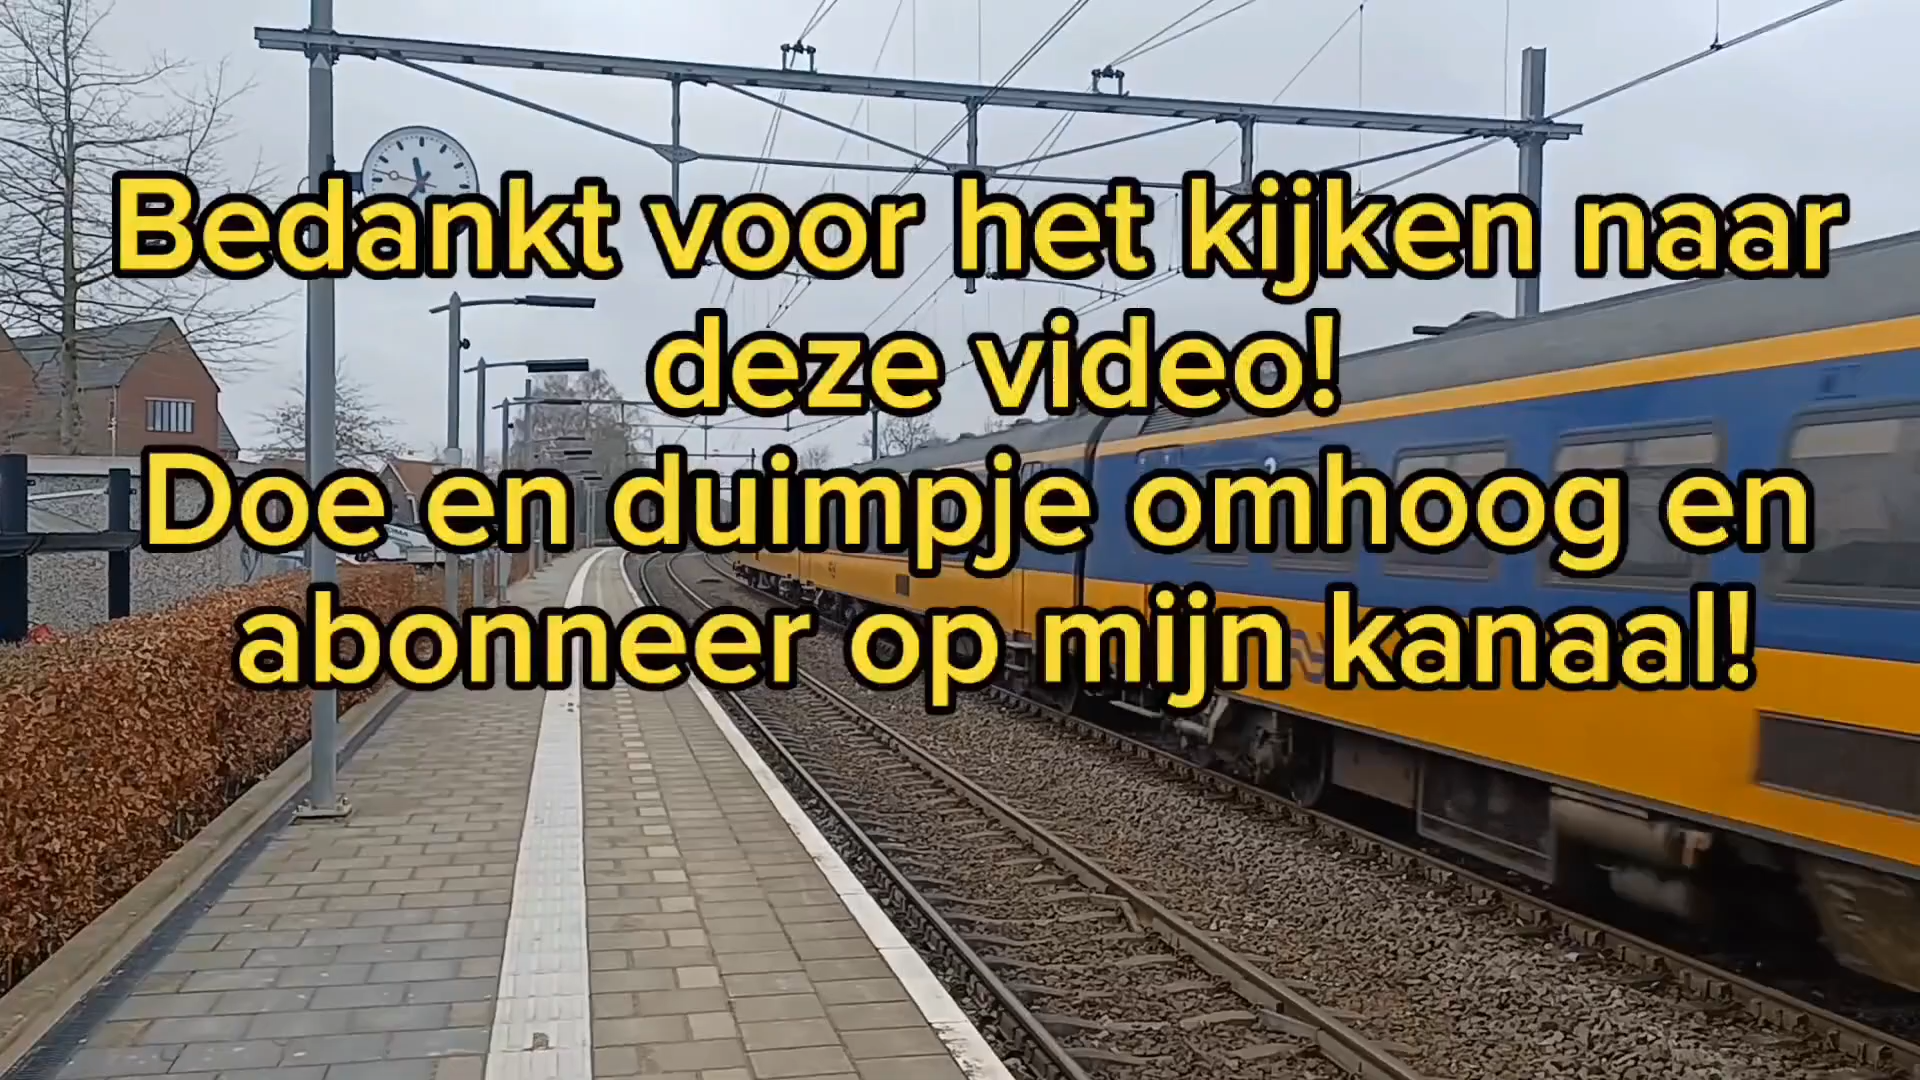 Bedankt voor het kijken naar
deze video!
Doe en duimpje omhoog en
abonneer op mijn kanaal!